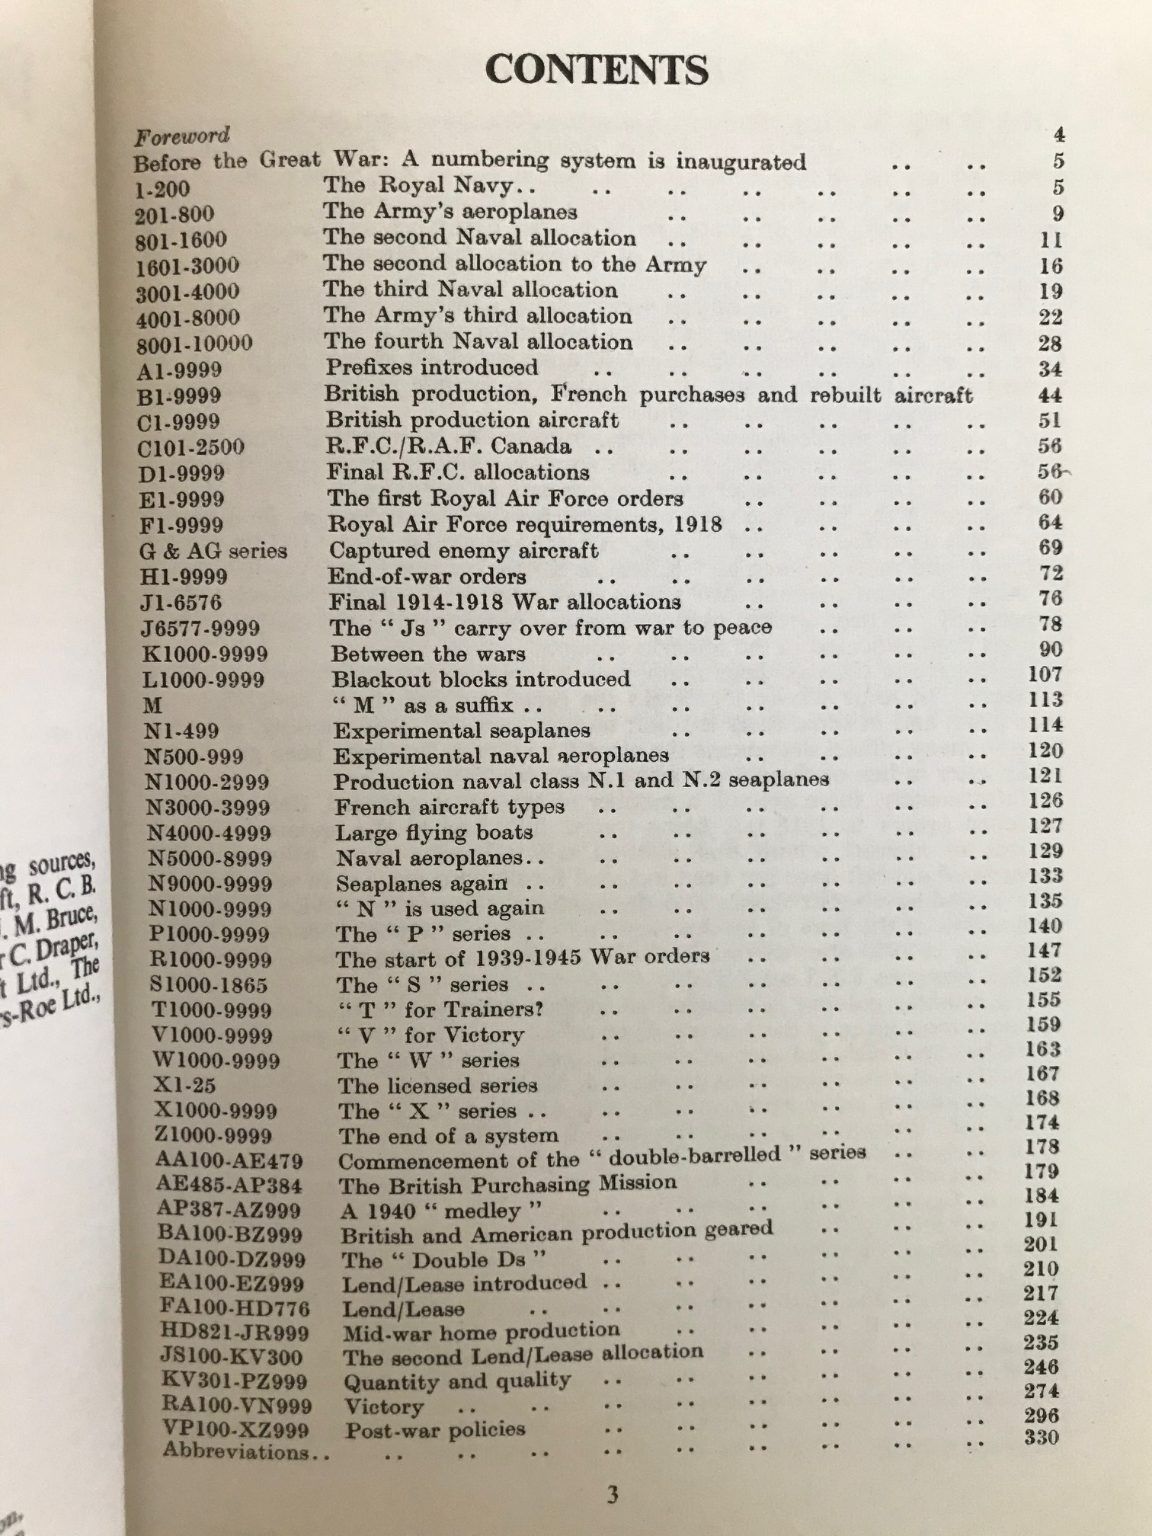 CONTENTS
Foreword 4
Before the Great War: A numbering system is inaugurated .. .. 5
1-200 The Royal Navy.. .. .. .. .. .. .. 5
201-800 The Army's aeroplanes .. .. .. .. .. 9
801-1600 The second Naval allocation .. .. .. .. .. 11
1601-3000 The second allocation to the Army .. .. .. .. 16
3001-4000 The third Naval allocation .. .. .. .. .. 19
4001-8000 The Army's third allocation .. .. .. .. .. 22
8001-10000 The fourth Naval allocation .. .. .. .. .. 28
A1-9999 Prefixes introduced .. .. .. .. .. .. 34
B1-9999 British production, French purchases and rebuilt aircraft 44
C1-9999 British production aircraft .. .. .. .. .. 51
C101-2500 R.F.C./R.A.F. Canada .. .. .. .. .. .. 56
D1-9999 Final R.F.C. allocations .. .. .. .. .. 56
E1-9999 The first Royal Air Force orders .. .. .. .. 60
F1-9999 Royal Air Force requirements, 1918 .. .. .. .. 64
G & AG series Captured enemy aircraft .. .. .. .. .. 69
H1-9999 End-of-war orders .. .. .. .. .. .. 72
J1-6576 Final 1914-1918 War allocations .. .. .. .. 76
J6577-9999 The " Js " carry over from war to peace .. .. .. 78
K1000-9999 Between the wars .. .. .. .. .. .. 90
L1000-9999 Blackout blocks introduced .. .. .. .. .. 107
M " M " as a suffix .. .. .. .. .. .. .. 113
N1-499 Experimental seaplanes .. .. .. .. .. 114
N500-999 Experimental naval aeroplanes .. .. .. .. 120
N1000-2999 Production naval class N.1 and N.2 seaplanes .. .. 121
N3000-3999 French aircraft types .. .. .. .. .. .. 126
N4000-4999 Large flying boats .. .. .. .. .. .. 127
N5000-8999 Naval aeroplanes.. .. .. .. .. .. .. 129
N9000-9999 Seaplanes again .. .. .. .. .. .. .. 133
N1000-9999 " N " is used again .. .. .. .. .. .. 135
P1000-9999 The " P " series .. .. .. .. .. .. .. 140
R1000-9999 The start of 1939-1945 War orders .. .. .. .. 147
S1000-1865 The " S " series .. .. .. .. .. .. .. 152
T1000-9999 " T " for Trainers? .. .. .. .. .. .. 155
V1000-9999 " V " for Victory .. .. .. .. .. .. 159
W1000-9999 The " W " series .. .. .. .. .. .. 163
X1-25 The licensed series .. .. .. .. .. .. 167
X1000-9999 The " X " series .. .. .. .. .. .. .. 168
Z1000-9999 The end of a system .. .. .. .. .. .. 174
AA100-AE479 Commencement of the " double-barrelled " series .. .. 178
AE485-AP384 The British Purchasing Mission .. .. .. .. 179
AP387-AZ999 A 1940 " medley " .. .. .. .. .. .. 184
BA100-BZ999 British and American production geared .. .. .. 191
DA100-DZ999 The " Double Ds " .. .. .. .. .. .. 201
EA100-EZ999 Lend/Lease introduced .. .. .. .. .. .. 210
FA100-HD776 Lend/Lease .. .. .. .. .. .. .. 217
HD821-JR999 Mid-war home production .. .. .. .. .. 224
JS100-KV300 The second Lend/Lease allocation .. .. .. .. 235
KV301-PZ999 Quantity and quality .. .. .. .. .. .. 246
RA100-VN999 Victory .. .. .. .. .. .. .. .. 274
VP100-XZ999 Post-war policies .. .. .. .. .. .. 296
Abbreviations.. .. .. .. .. .. .. .. .. .. 330
3
sources,
R. C. B.
M. Bruce,
C. Draper,
Ltd., The
Ltd.,